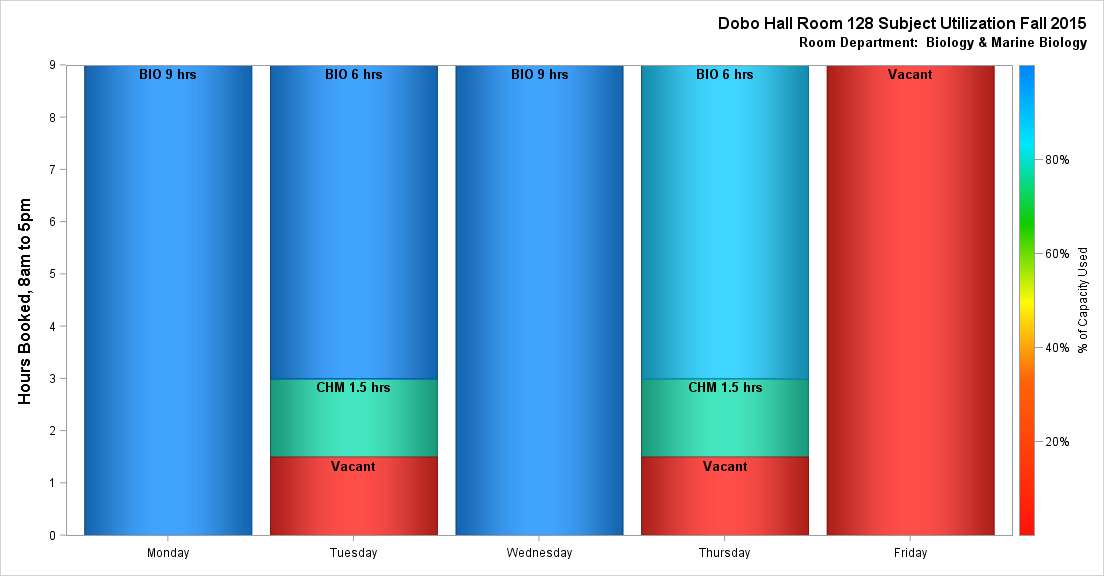 Dobo Hall Room 128 Subject Utilization Fall 2015
Room Department: Biology & Marine Biology
Hours Booked, 8am to 5pm
9
8
7
6
5
4
3
2
1
0
BIO 9 hrs
BIO 6 hrs
CHM 1.5 hrs
Vacant
BIO 9 hrs
BIO 6 hrs
CHM 1.5 hrs
Vacant
Vacant
Monday
Tuesday
Wednesday
Thursday
Friday
80%
60%
40%
20%
% of Capacity Used